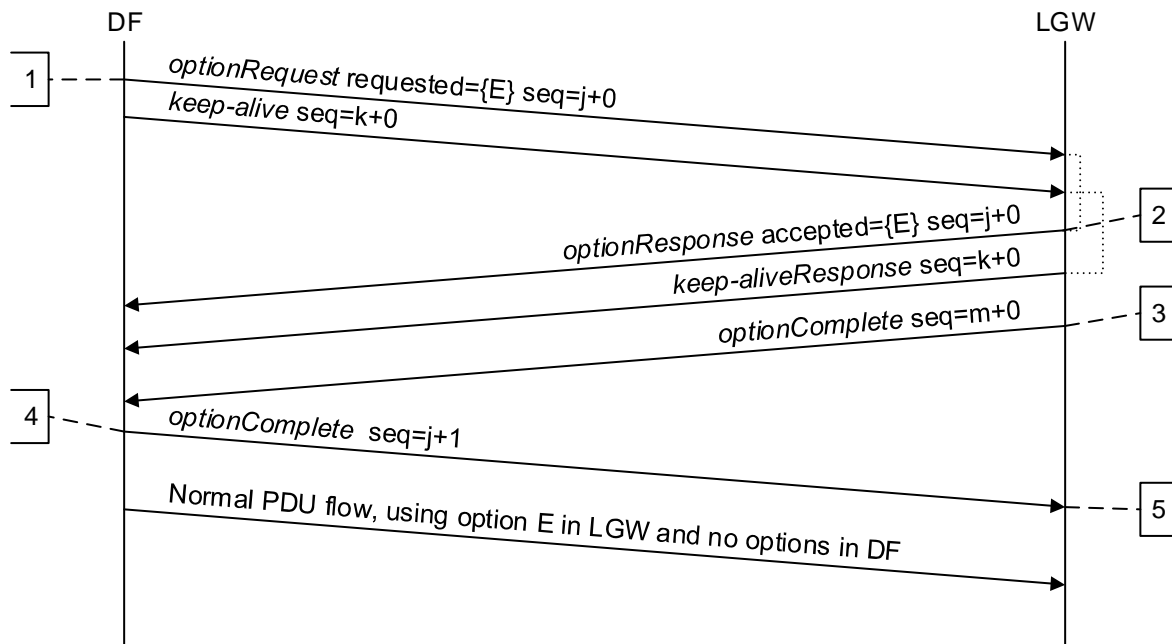 DF
LGW
1
optionRequest requested={E} seq=j+0
keep-alive seq=k+0
2
optionResponse accepted={E} seq=j+0
keep-aliveResponse seq=k+0
3
optionComplete seq=m+0
4
optionComplete seq=j+1
5
Normal PDU flow, using option E in LGW and no options in DF